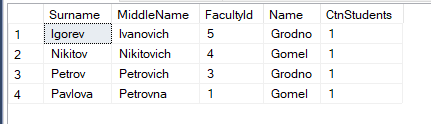 Surname MiddleName FacultyId Name CtnStudents
1 Igorev Ivanovich 5 Grodno 1
2 Nikitov Nikitovich 4 Gomel 1
3 Petrov Petrovich 3 Grodno 1
4 Pavlova Petrovna 1 Gomel 1